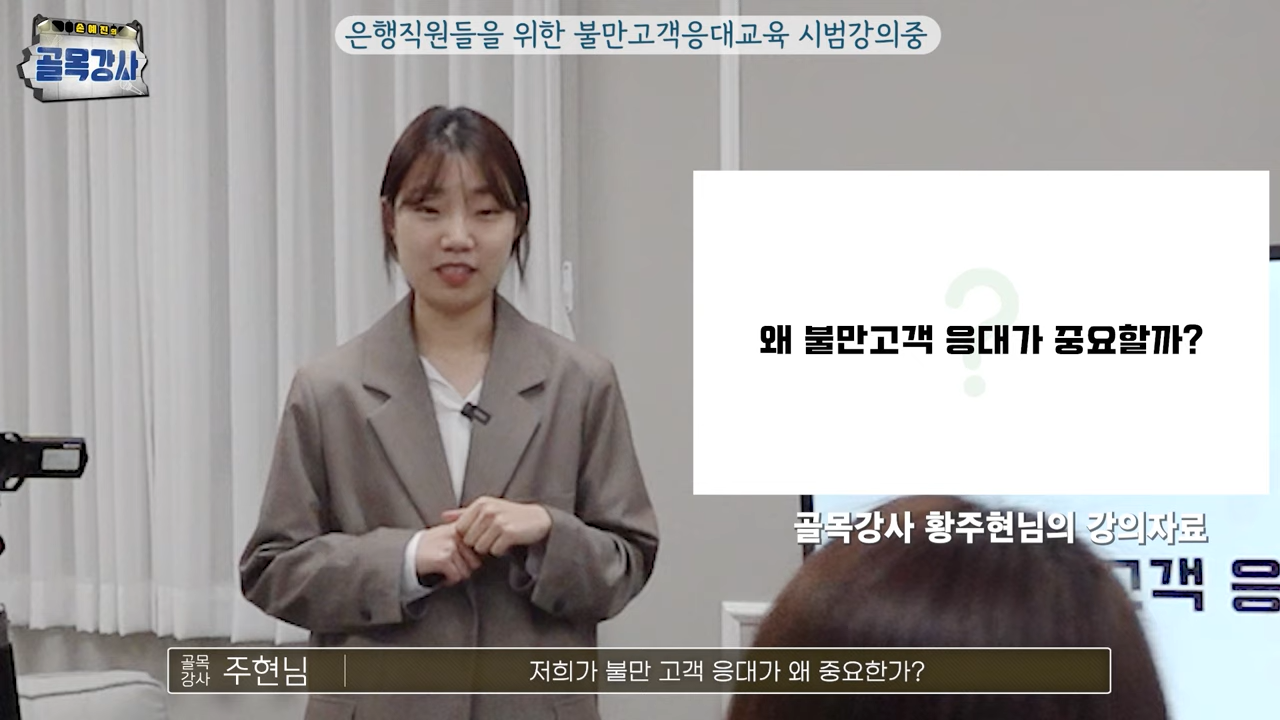 손예진의
골목강사
은행직원들을 위한 불만고객응대교육 시범강의중
왜 불만고객 응대가 중요할까?
골목강사 황주현님의 강의자료
고객 응
골목
강사
주현님
저희가 불만 고객 응대가 왜 중요한가?